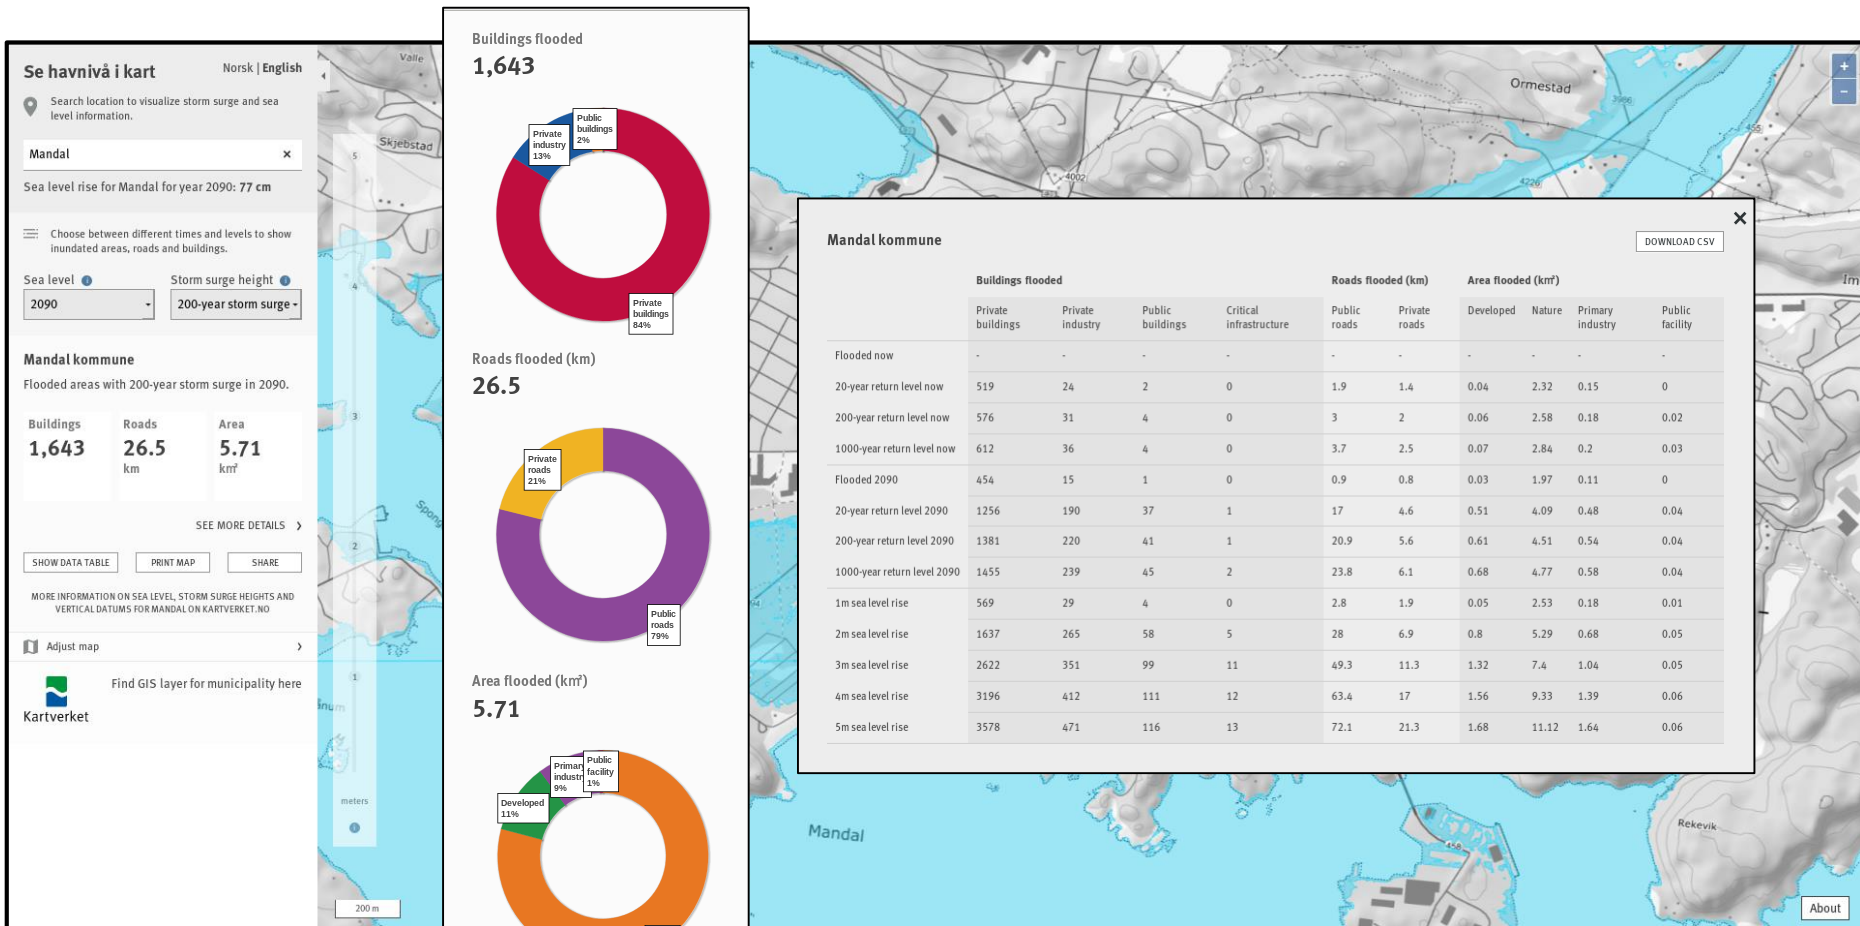 Se havnivå i kart
Norsk | English
Search location to visualize storm surge and sea
level information.
Mandal ×
Sea level rise for Mandal for year 2090: 77 cm
Choose between different times and levels to show
inundated areas, roads and buildings.
Sea level i Storm surge height i
2090 200-year storm surge
Mandal kommune
Flooded areas with 200-year storm surge in 2090.
Buildings Roads Area
1,643 26.5 5.71
km km²
SEE MORE DETAILS
SHOW DATA TABLE PRINT MAP SHARE
MORE INFORMATION ON SEA LEVEL, STORM SURGE HEIGHTS AND
VERTICAL DATUMS FOR MANDAL ON KARTVERKET.NO
Adjust map
Find GIS layer for municipality here
Kartverket
Valle
Skjebstad
5
4
3
2
1
meters
i
200 m
Buildings flooded
1,643
Public
buildings
2%
Private
industry
13%
Private
buildings
84%
Roads flooded (km)
26.5
Private
roads
21%
Public
roads
79%
Area flooded (km²)
5.71
Public
facility
1%
Primary
industry
9%
Developed
11%
Ormestad
3986
455
4002
4226
+
−
×
Mandal kommune
DOWNLOAD CSV
Buildings flooded Roads flooded (km) Area flooded (km²)
Private Private Public Critical Public Private Developed Nature Primary Public
buildings industry buildings infrastructure roads roads industry facility
Flooded now - - - - - - - - - -
20-year return level now 519 24 2 0 1.9 1.4 0.04 2.32 0.15 0
200-year return level now 576 31 4 0 3 2 0.06 2.58 0.18 0.02
1000-year return level now 612 36 4 0 3.7 2.5 0.07 2.84 0.2 0.03
Flooded 2090 454 15 1 0 0.9 0.8 0.03 1.97 0.11 0
20-year return level 2090 1256 190 37 1 17 4.6 0.51 4.09 0.48 0.04
200-year return level 2090 1381 220 41 1 20.9 5.6 0.61 4.51 0.54 0.04
1000-year return level 2090 1455 239 45 2 23.8 6.1 0.68 4.77 0.58 0.04
1m sea level rise 569 29 4 0 2.8 1.9 0.05 2.53 0.18 0.01
2m sea level rise 1637 265 58 5 28 6.9 0.8 5.29 0.68 0.05
3m sea level rise 2622 351 99 11 49.3 11.3 1.32 7.4 1.04 0.05
4m sea level rise 3196 412 111 12 63.4 17 1.56 9.33 1.39 0.06
5m sea level rise 3578 471 116 13 72.1 21.3 1.68 11.12 1.64 0.06
Mandal
Rekevik
458
About